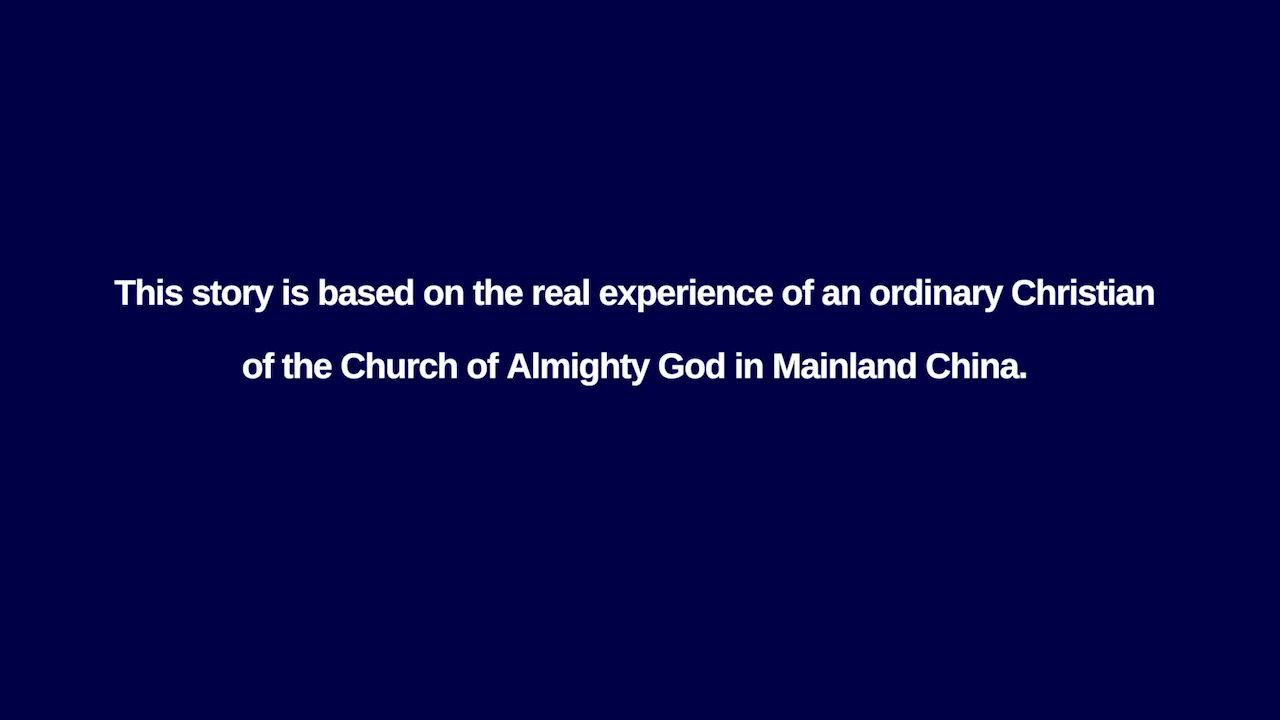 This story is based on the real experience of an ordinary Christian
of the Church of Almighty God in Mainland China.